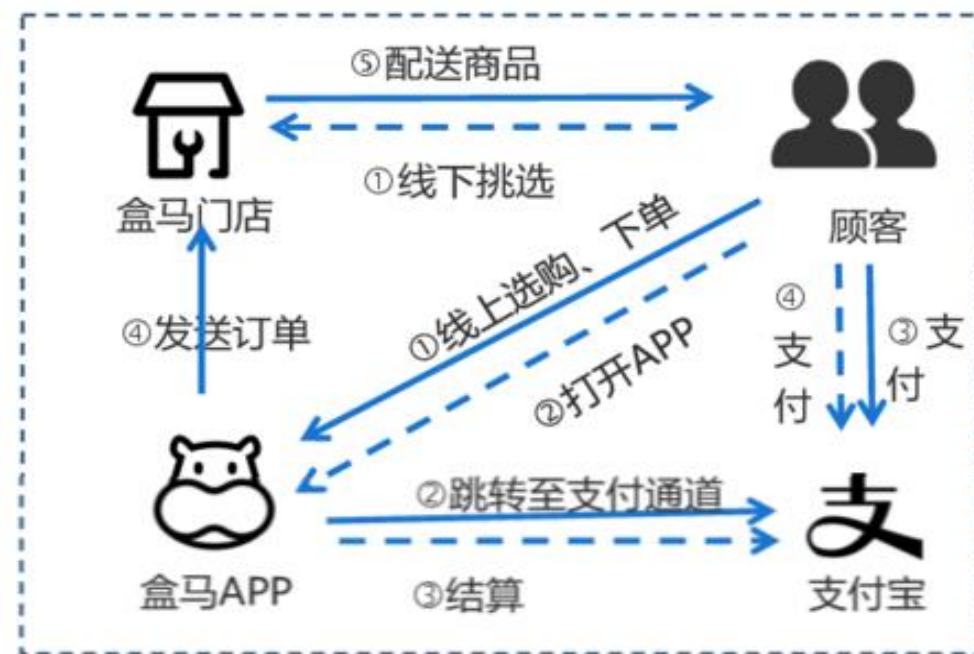 ⑤配送商品
①线下挑选
盒马门店
顾客
①线上选购、下单
②打开APP
④发送订单
④
支
付
③支
付
②跳转至支付通道
③结算
盒马APP
支
支付宝